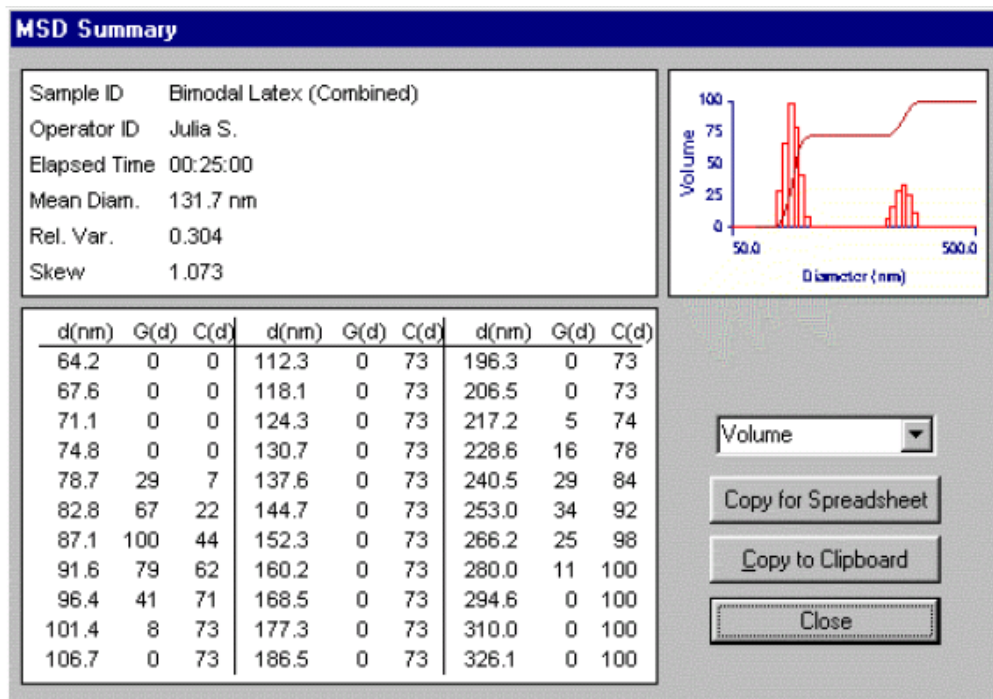 MSD Summary
Sample ID Bimodal Latex (Combined)
Operator ID Julia S.
Elapsed Time 00:25:00
Mean Diam. 131.7 nm
Rel. Var. 0.304
Skew 1.073
100
75
50
25
0
Volume
50.0 500.0
Diameter (nm)
d(nm) G(d) C(d) d(nm) G(d) C(d) d(nm) G(d) C(d)
64.2 0 0 112.3 0 73 196.3 0 73
67.6 0 0 118.1 0 73 206.5 0 73
71.1 0 0 124.3 0 73 217.2 5 74
74.8 0 0 130.7 0 73 228.6 16 78
78.7 29 7 137.6 0 73 240.5 29 84
82.8 67 22 144.7 0 73 253.0 34 92
87.1 100 44 152.3 0 73 266.2 25 98
91.6 79 62 160.2 0 73 280.0 11 100
96.4 41 71 168.5 0 73 294.6 0 100
101.4 8 73 177.3 0 73 310.0 0 100
106.7 0 73 186.5 0 73 326.1 0 100
Volume
Copy for Spreadsheet
Copy to Clipboard
Close